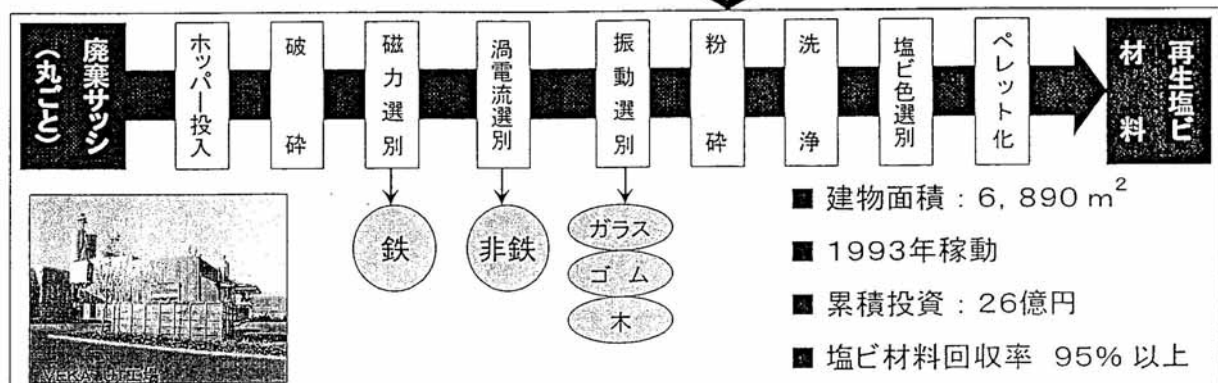 廃棄サッシ
(丸ごと)
ホッパー投入
破砕
磁力選別
渦電流選別
振動選別
粉砕
洗浄
塩ビ色選別
ペレット化
再生塩ビ
材料
鉄
非鉄
ガラス
ゴム
木
■ 建物面積 : 6, 890 m²
■ 1993年稼動
■ 累積投資 : 26億円
■ 塩ビ材料回収率 95% 以上
VEKA